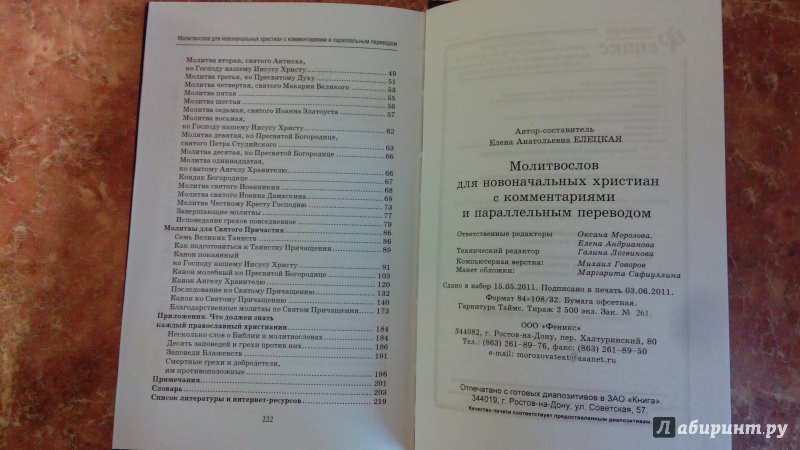 Молитвослов для новоначальных христиан с комментариями и параллельным переводом
Молитва вторая, святого Антиоха,
ко Господу нашему Иисусу Христу 49
Молитва третья, ко Пресвятому Духу 51
Молитва четвертая, святого Макария Великого 53
Молитва пятая 55
Молитва шестая 56
Молитва седьмая, святого Иоанна Златоуста 57
Молитва восьмая,
ко Господу нашему Иисусу Христу 62
Молитва девятая, ко Пресвятой Богородице,
святого Петра Студийского 63
Молитва десятая, ко Пресвятой Богородице 66
Молитва одиннадцатая,
ко святому Ангелу Хранителю 66
Кондак Богородице 67
Молитва святого Иоанникия 68
Молитва святого Иоанна Дамаскина 69
Молитва Честному Кресту Господню 73
Завершающие молитвы 77
Исповедание грехов повседневное 79
Молитвы для Святого Причастия 86
Семь Великих Таинств 86
Как подготовиться к Таинству Причащения 89
Канон покаянный
ко Господу нашему Иисусу Христу 91
Канон молебный ко Пресвятой Богородице 103
Канон Ангелу Хранителю 120
Последование ко Святому Причащению 132
Канон ко Святому Причащению 140
Благодарственные молитвы по Святом Причащении 173
Приложения. Что должен знать
каждый православный христианин 184
Несколько слов о Библии и молитвословах 184
Десять заповедей и грехи против них 187
Заповеди Блаженств 191
Смертные грехи и добродетели,
им противоположные 196
Примечания 201
Словарь 203
Список литературы и интернет-ресурсов 219
222
Феникс
Автор-составитель
Елена Анатольевна ЕЛЕЦКАЯ
Молитвослов
для новоначальных христиан
с комментариями
и параллельным переводом
Ответственные редакторы Оксана Морозова,
Елена Андрианова
Технический редактор Галина Логвинова
Компьютерная верстка: Михаил Говоров
Макет обложки: Маргарита Сафиуллина
Сдано в набор 15.05.2011. Подписано в печать 03.06.2011.
Формат 84×108/32. Бумага офсетная.
Гарнитура Таймс. Тираж 2 500 экз. Зак. № 261.
ООО «Феникс»
344082, г. Ростов-на-Дону, пер. Халтуринский, 80
Тел.: (863) 261-89-76, факс: (863) 261-89-50
e-mail: morozovatext@aaanet.ru
Отпечатано с готовых диапозитивов в ЗАО «Книга».
344019, г. Ростов-на-Дону, ул. Советская, 57.
Качество печати соответствует предоставленным диапозитивам.
Лабиринт.ру